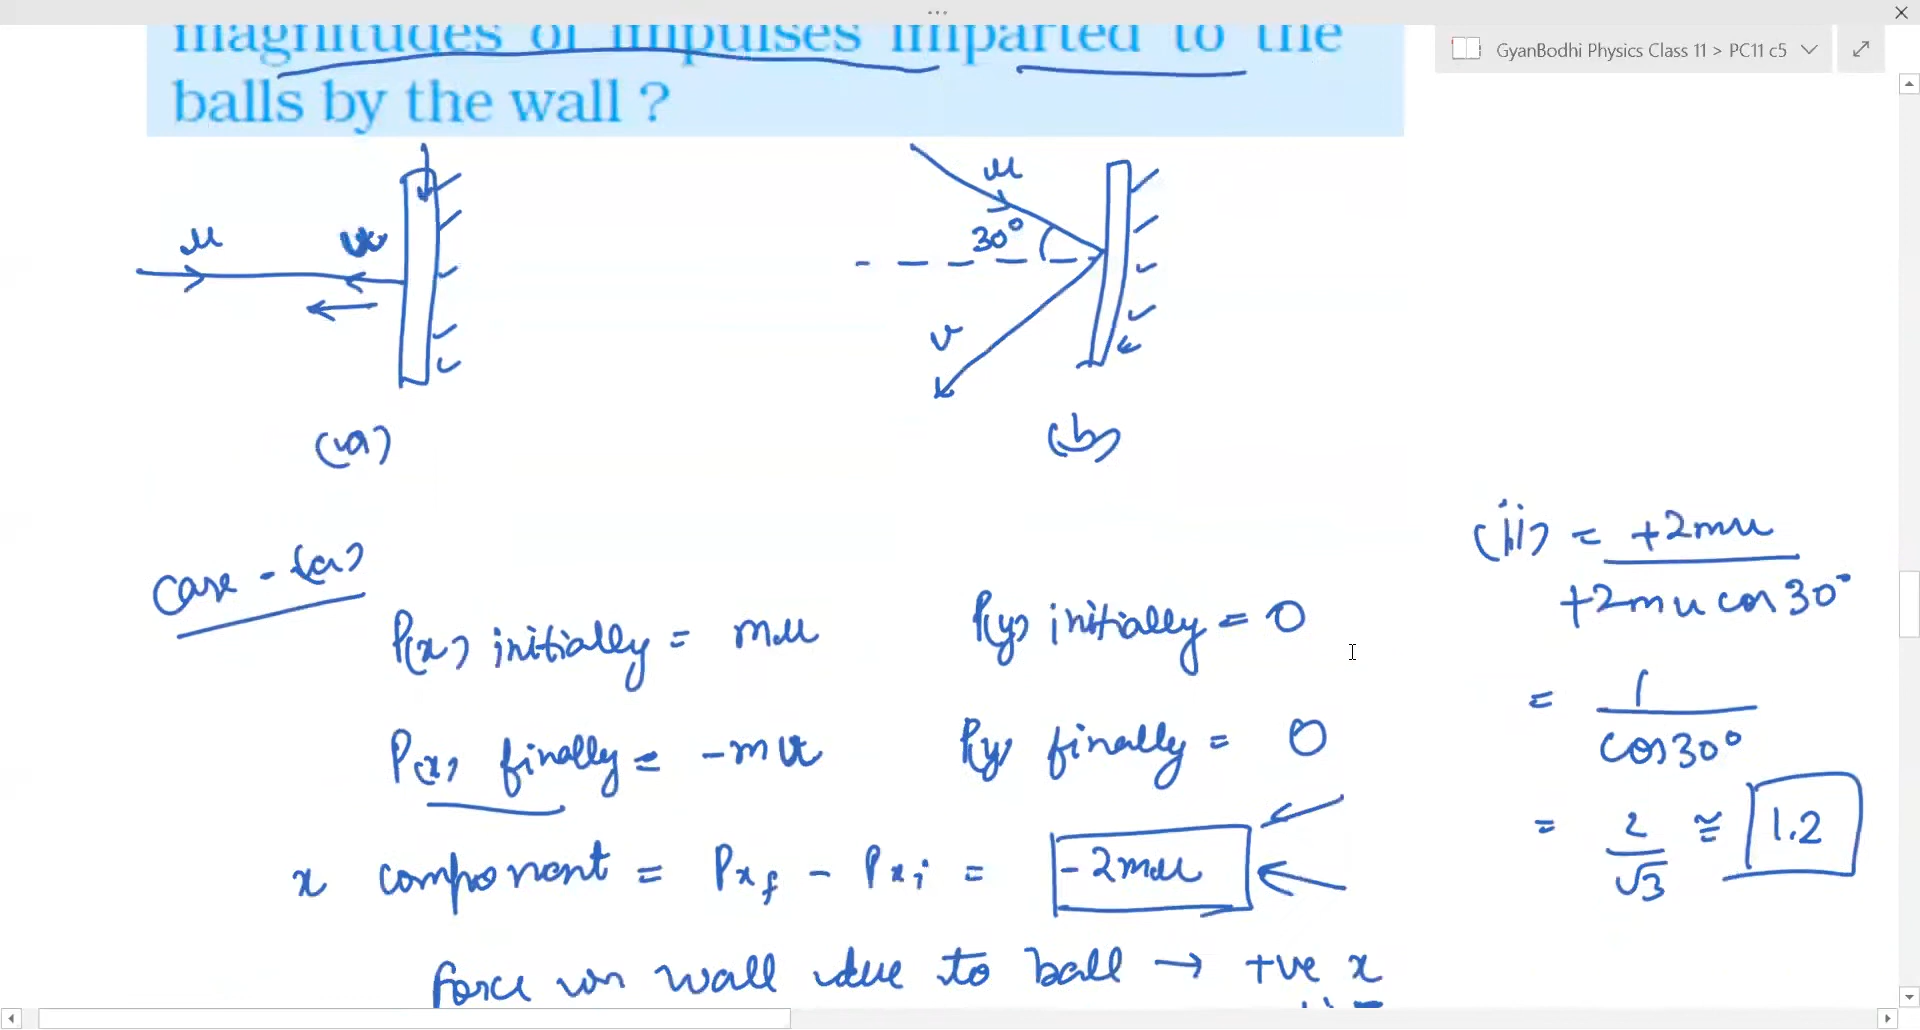 GyanBodhi Physics Class 11 > PC11 c5
magnitudes of impulses imparted to the
balls by the wall ?
u
u
30°
v
(a)
(b)
Case - (a)
P(x) initially = mu
P(y) initially = 0
P(x) finally = - mu
P(y) finally = 0
x component = Pxf - Pxi = - 2mu
force on wall due to ball → +ve x
(ii) = +2mu
+2mu cos 30°
= 1
cos 30°
= 2
√3
≅ 1.2